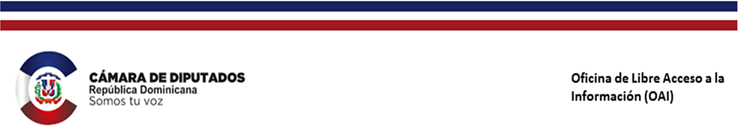 CÁMARA DE DIPUTADOS
República Dominicana
Somos tu voz
Oficina de Libre Acceso a la
Información (OAI)